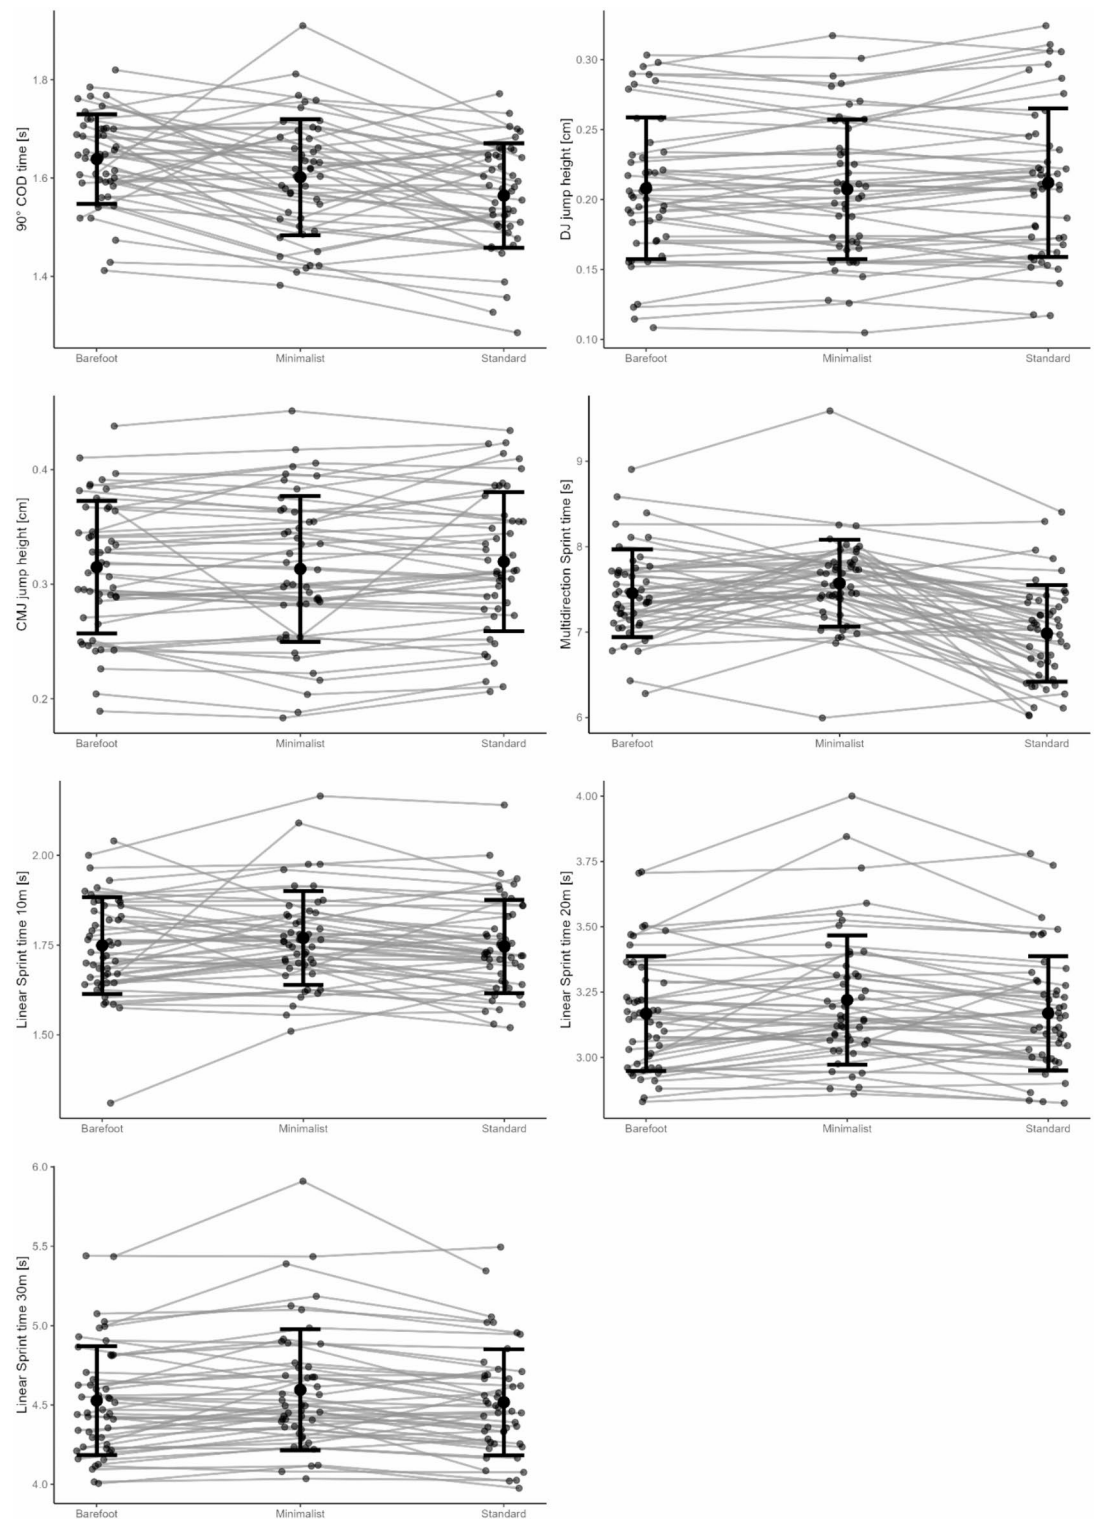 90° COD time [s]
1.8
1.6
1.4
Barefoot Minimalist Standard
DJ jump height [cm]
0.30
0.25
0.20
0.15
0.10
Barefoot Minimalist Standard
CMJ jump height [cm]
0.4
0.3
0.2
Barefoot Minimalist Standard
Multidirection Sprint time [s]
9
8
7
6
Barefoot Minimalist Standard
Linear Sprint time 10m [s]
2.00
1.75
1.50
Barefoot Minimalist Standard
Linear Sprint time 20m [s]
4.00
3.75
3.50
3.25
3.00
Barefoot Minimalist Standard
Linear Sprint time 30m [s]
6.0
5.5
5.0
4.5
4.0
Barefoot Minimalist Standard